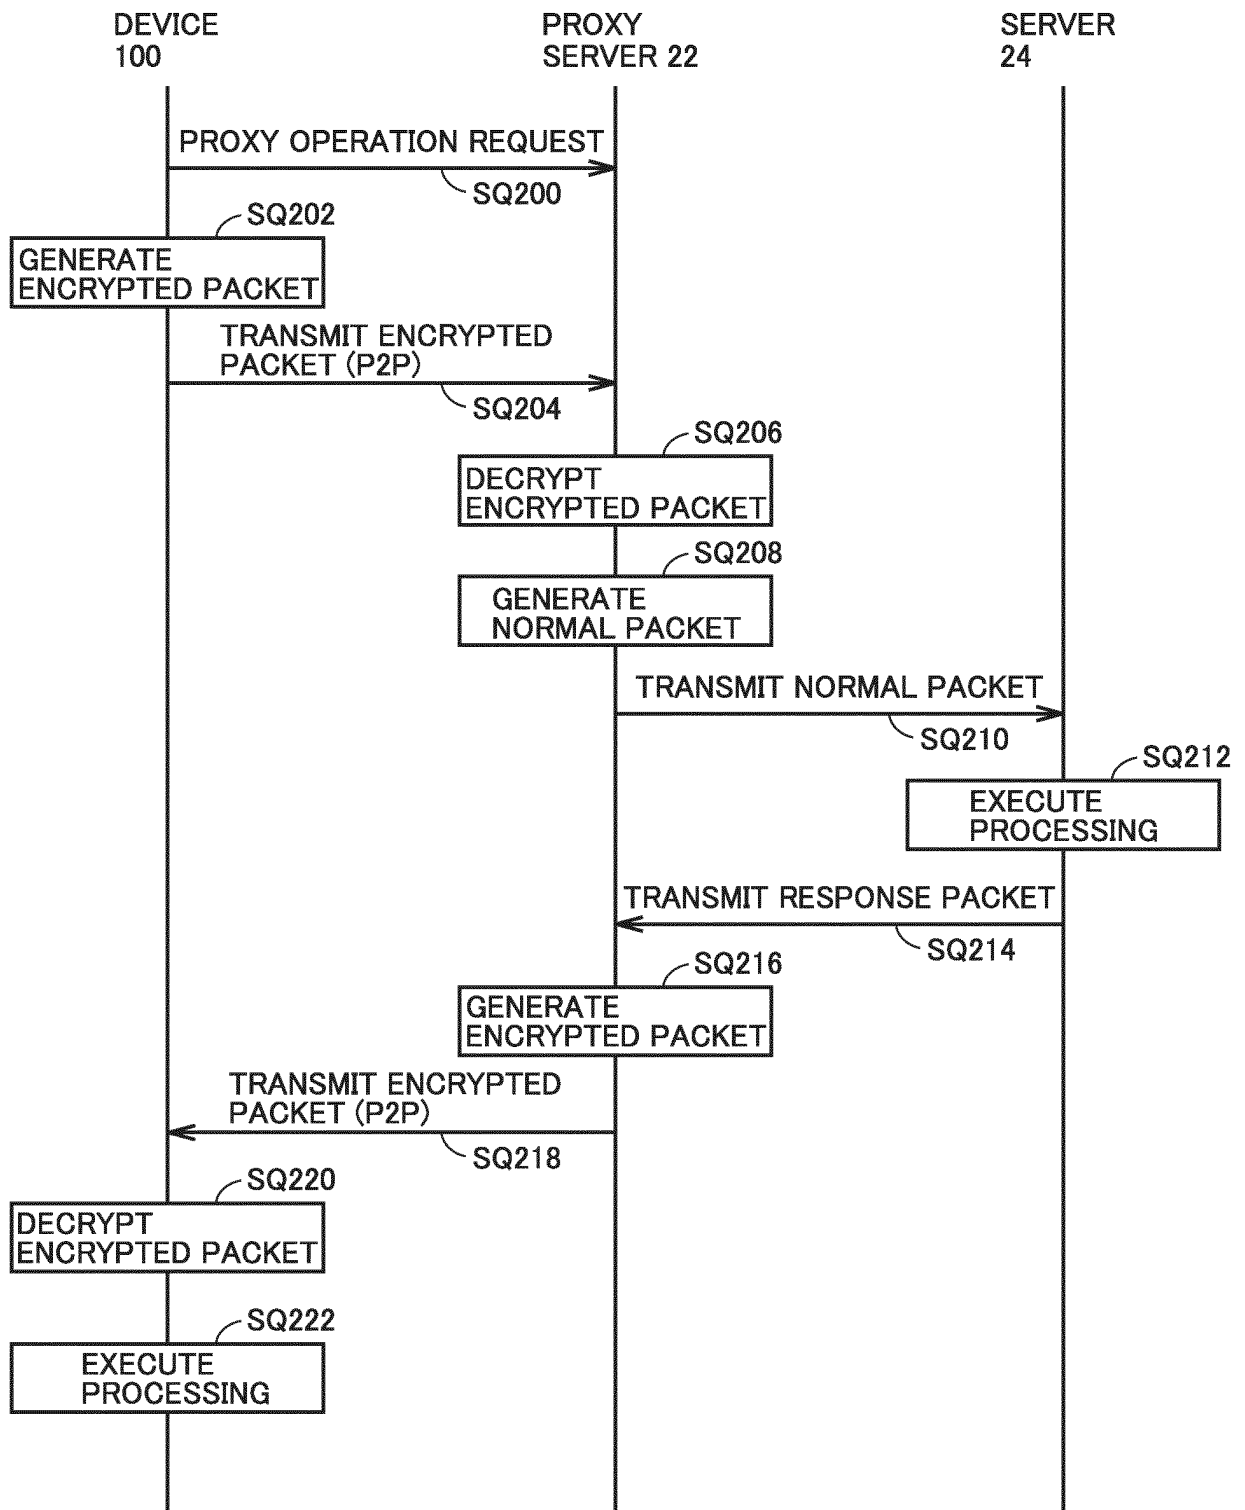 DEVICE
100
PROXY
SERVER 22
SERVER
24
PROXY OPERATION REQUEST
SQ200
SQ202
GENERATE
ENCRYPTED PACKET
TRANSMIT ENCRYPTED
PACKET (P2P)
SQ204
SQ206
DECRYPT
ENCRYPTED PACKET
SQ208
GENERATE
NORMAL PACKET
TRANSMIT NORMAL PACKET
SQ210
SQ212
EXECUTE
PROCESSING
TRANSMIT RESPONSE PACKET
SQ214
SQ216
GENERATE
ENCRYPTED PACKET
TRANSMIT ENCRYPTED
PACKET (P2P)
SQ218
SQ220
DECRYPT
ENCRYPTED PACKET
SQ222
EXECUTE
PROCESSING